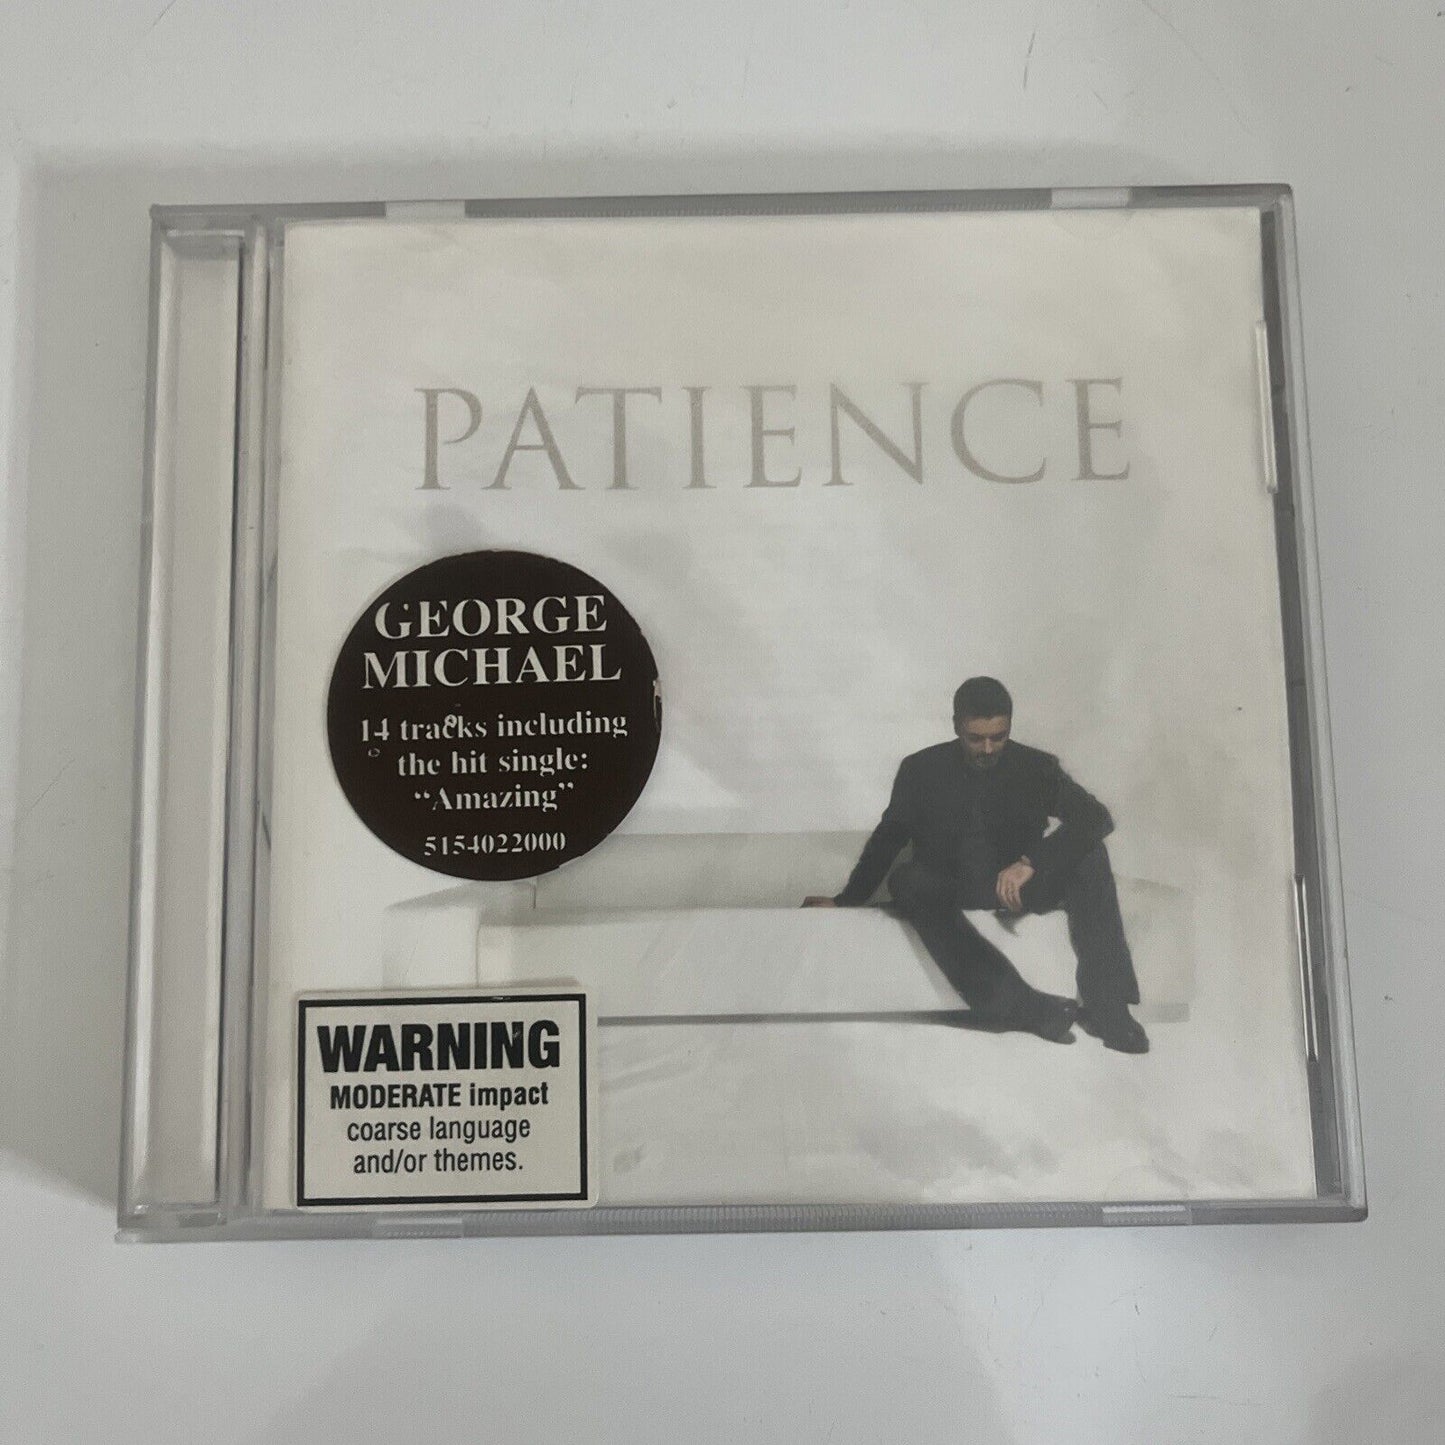 PATIENCE
GEORGE
MICHAEL
14 tracks including
the hit single:
“Amazing”
5154022000
WARNING
MODERATE impact
coarse language
and/or themes.